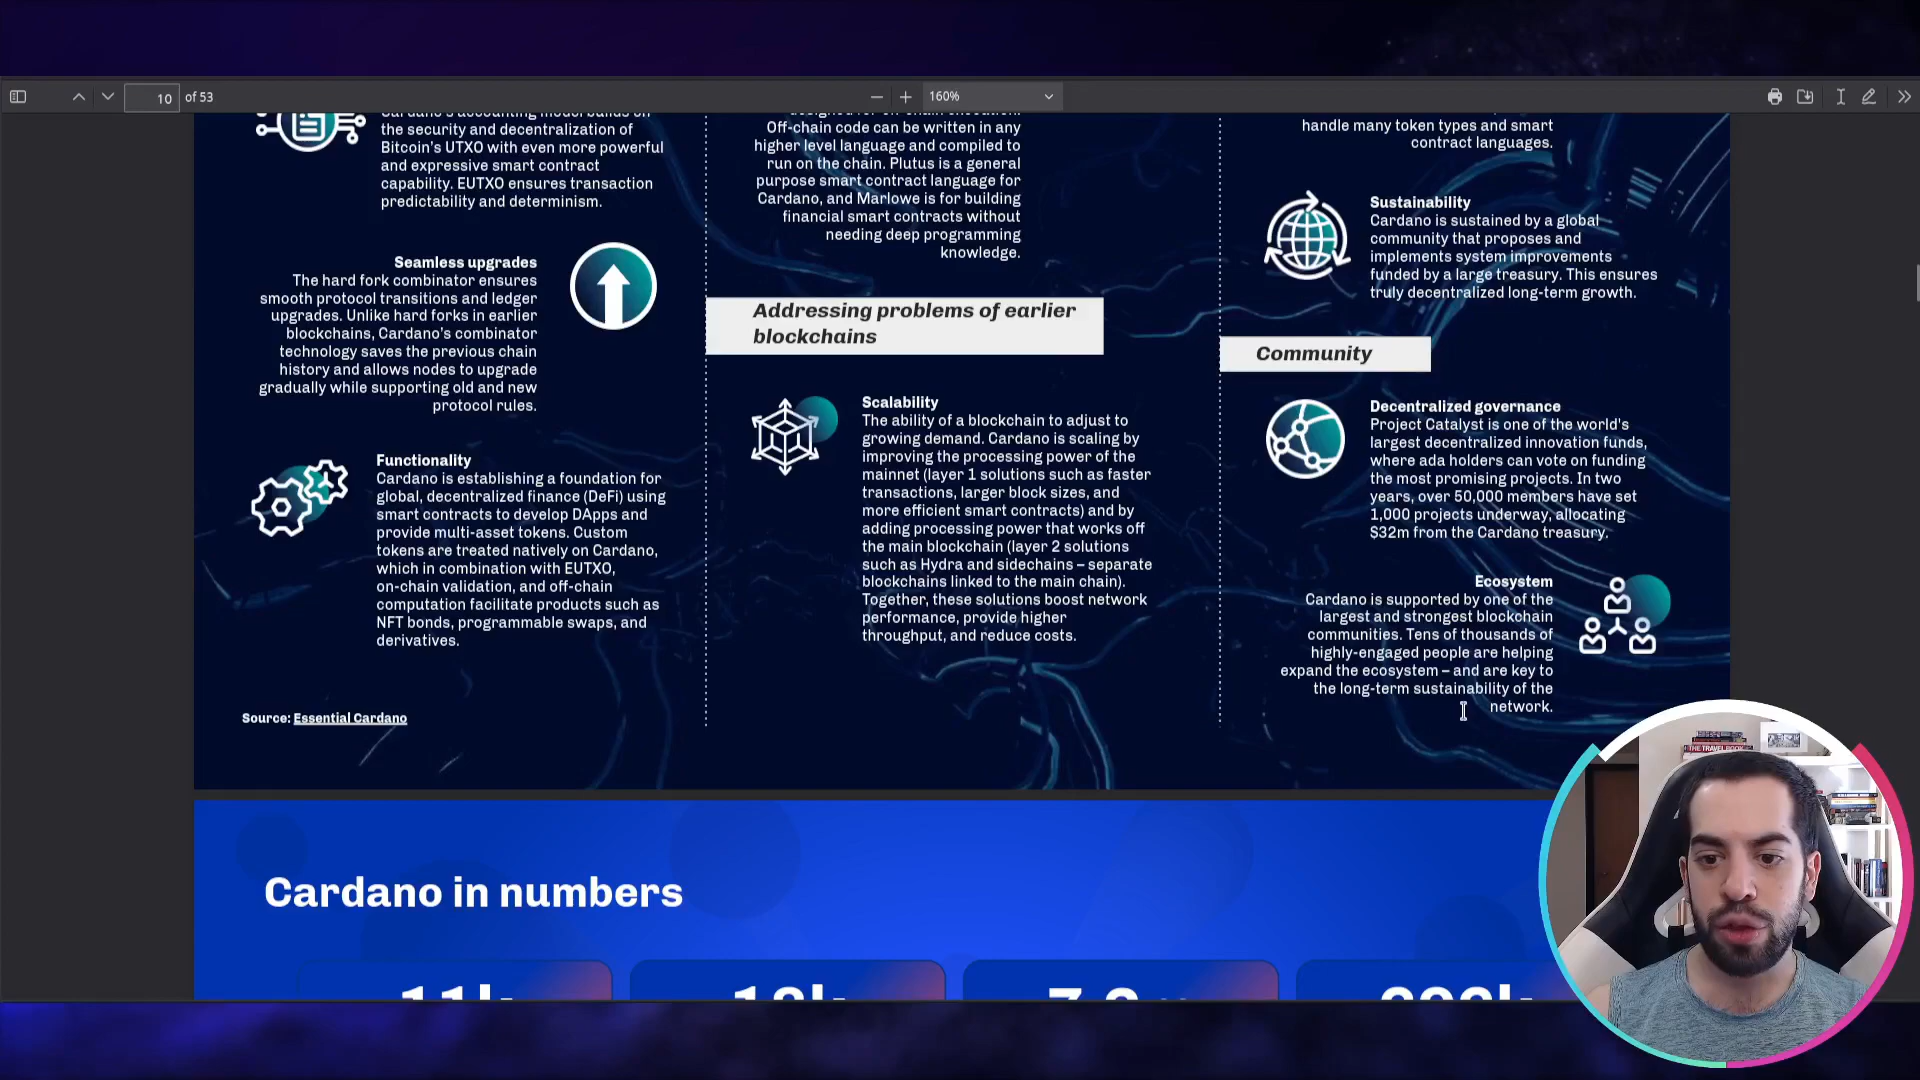 10 of 53
160%
Cardano's accounting model builds on
the security and decentralization of
Bitcoin's UTXO with even more powerful
and expressive smart contract
capability. EUTXO ensures transaction
predictability and determinism.
Seamless upgrades
The hard fork combinator ensures
smooth protocol transitions and ledger
upgrades. Unlike hard forks in earlier
blockchains, Cardano's combinator
technology saves the previous chain
history and allows nodes to upgrade
gradually while supporting old and new
protocol rules.
Functionality
Cardano is establishing a foundation for
global, decentralized finance (DeFi) using
smart contracts to develop DApps and
provide multi-asset tokens. Custom
tokens are treated natively on Cardano,
which in combination with EUTXO,
on-chain validation, and off-chain
computation facilitate products such as
NFT bonds, programmable swaps, and
derivatives.
Source: Essential Cardano
designed for on-chain execution.
Off-chain code can be written in any
higher level language and compiled to
run on the chain. Plutus is a general
purpose smart contract language for
Cardano, and Marlowe is for building
financial smart contracts without
needing deep programming
knowledge.
Addressing problems of earlier
blockchains
Scalability
The ability of a blockchain to adjust to
growing demand. Cardano is scaling by
improving the processing power of the
mainnet (layer 1 solutions such as faster
transactions, larger block sizes, and
more efficient smart contracts) and by
adding processing power that works off
the main blockchain (layer 2 solutions
such as Hydra and sidechains – separate
blockchains linked to the main chain).
Together, these solutions boost network
performance, provide higher
throughput, and reduce costs.
handle many token types and smart
contract languages.
Sustainability
Cardano is sustained by a global
community that proposes and
implements system improvements
funded by a large treasury. This ensures
truly decentralized long-term growth.
Community
Decentralized governance
Project Catalyst is one of the world's
largest decentralized innovation funds,
where ada holders can vote on funding
the most promising projects. In two
years, over 50,000 members have set
1,000 projects underway, allocating
$32m from the Cardano treasury.
Ecosystem
Cardano is supported by one of the
largest and strongest blockchain
communities. Tens of thousands of
highly-engaged people are helping
expand the ecosystem – and are key to
the long-term sustainability of the
network.
Cardano in numbers
THE TRAVEL BOOK